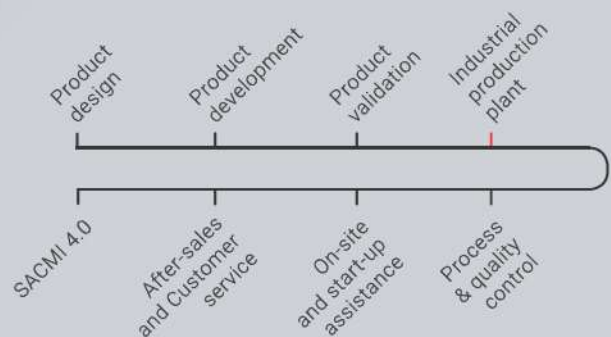 Product
design
Product
development
Product
validation
Industrial
production
plant
SACMI 4.0
After-sales
and Customer
service
On-site
and start-up
assistance
Process
& quality
control